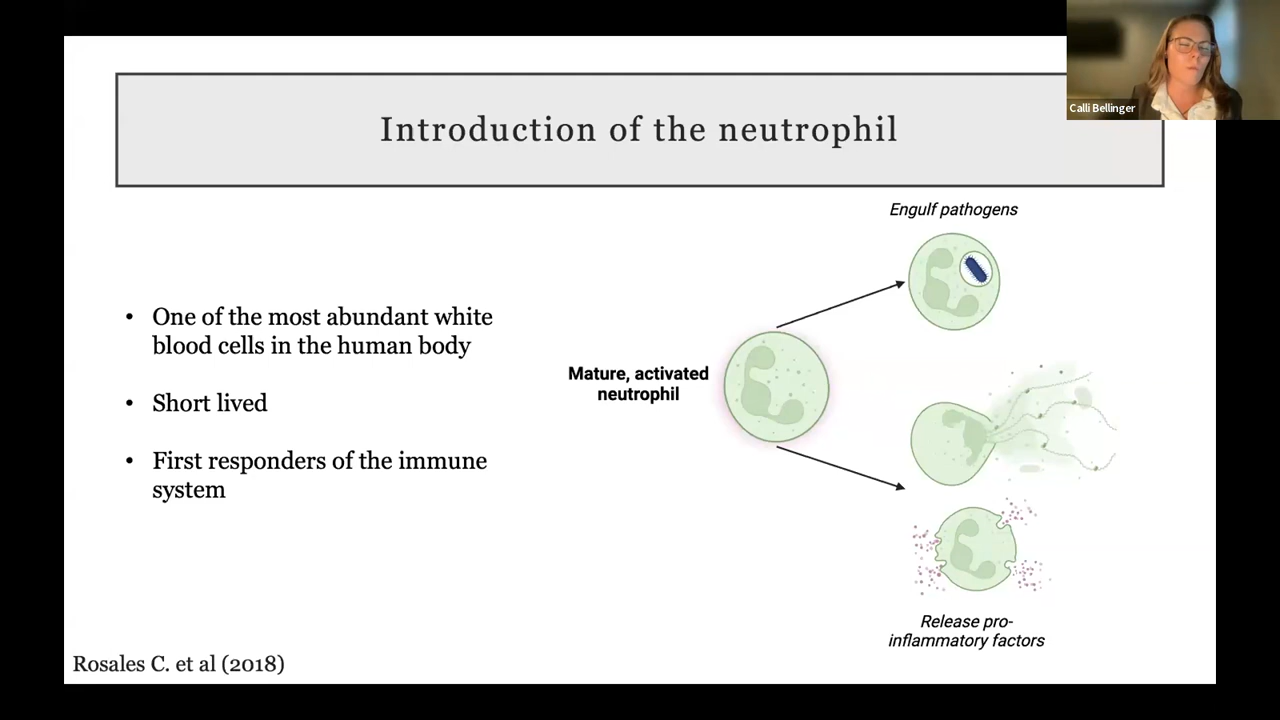 Calli Bellinger
Introduction of the neutrophil
• One of the most abundant white
blood cells in the human body
• Short lived
• First responders of the immune
system
Mature, activated
neutrophil
Engulf pathogens
Release pro-
inflammatory factors
Rosales C. et al (2018)